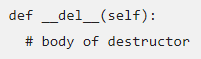 def __del__(self):
  # body of destructor